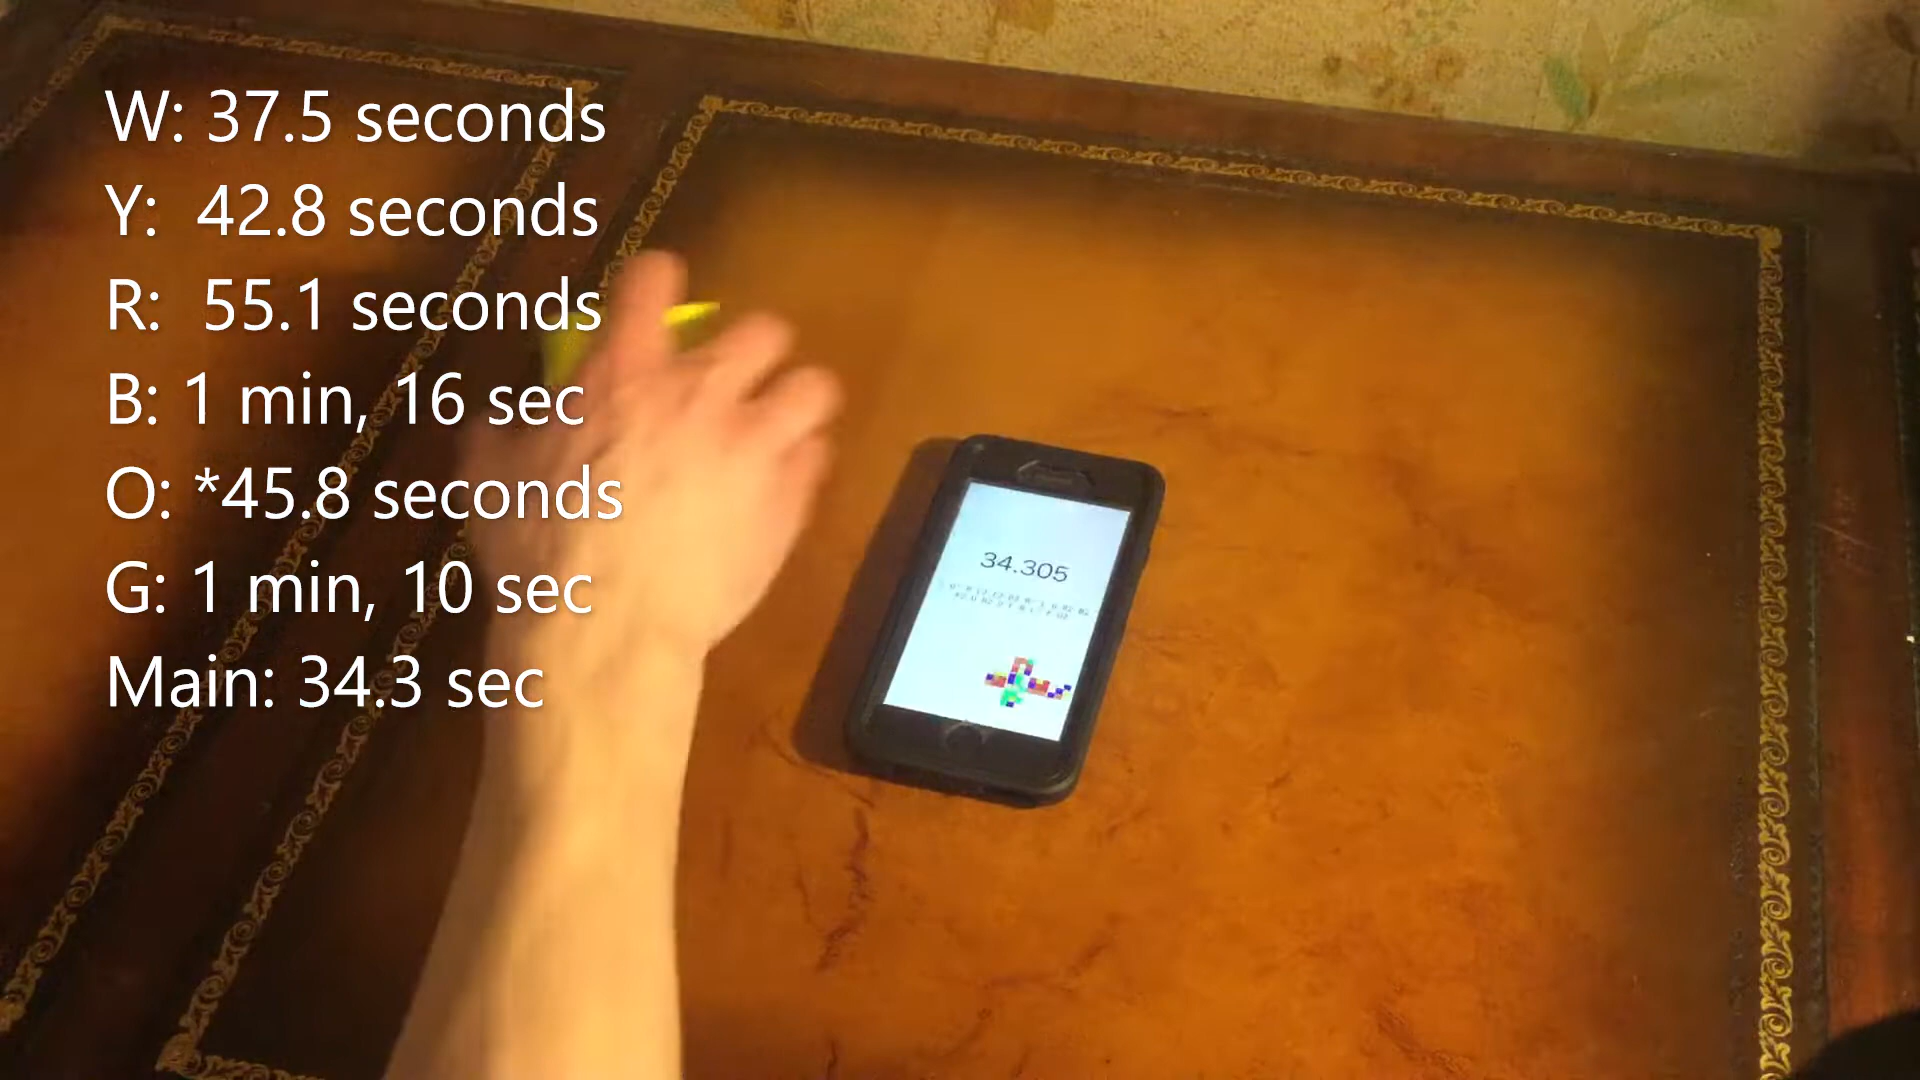 W: 37.5 seconds
Y: 42.8 seconds
R: 55.1 seconds
B: 1 min, 16 sec
O: *45.8 seconds
G: 1 min, 10 sec
Main: 34.3 sec
34.305